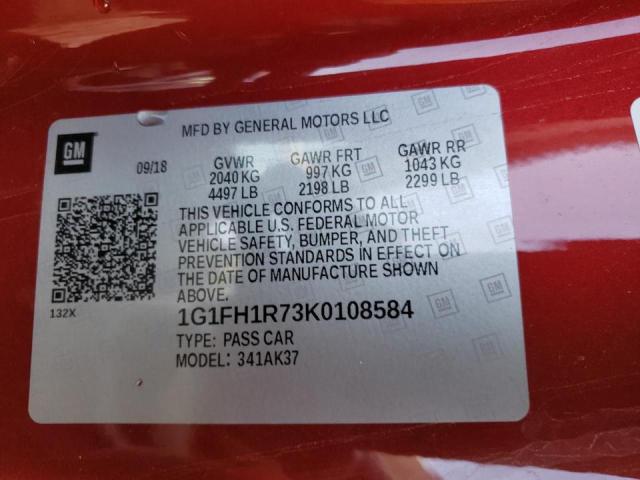 MFD BY GENERAL MOTORS LLC
GM
09/18
GVWR GAWR FRT GAWR RR
2040 KG 997 KG 1043 KG
4497 LB 2198 LB 2299 LB
THIS VEHICLE CONFORMS TO ALL
APPLICABLE U.S. FEDERAL MOTOR
VEHICLE SAFETY, BUMPER, AND THEFT
PREVENTION STANDARDS IN EFFECT ON
THE DATE OF MANUFACTURE SHOWN
ABOVE.
132X
1G1FH1R73K0108584
TYPE: PASS CAR
MODEL: 341AK37